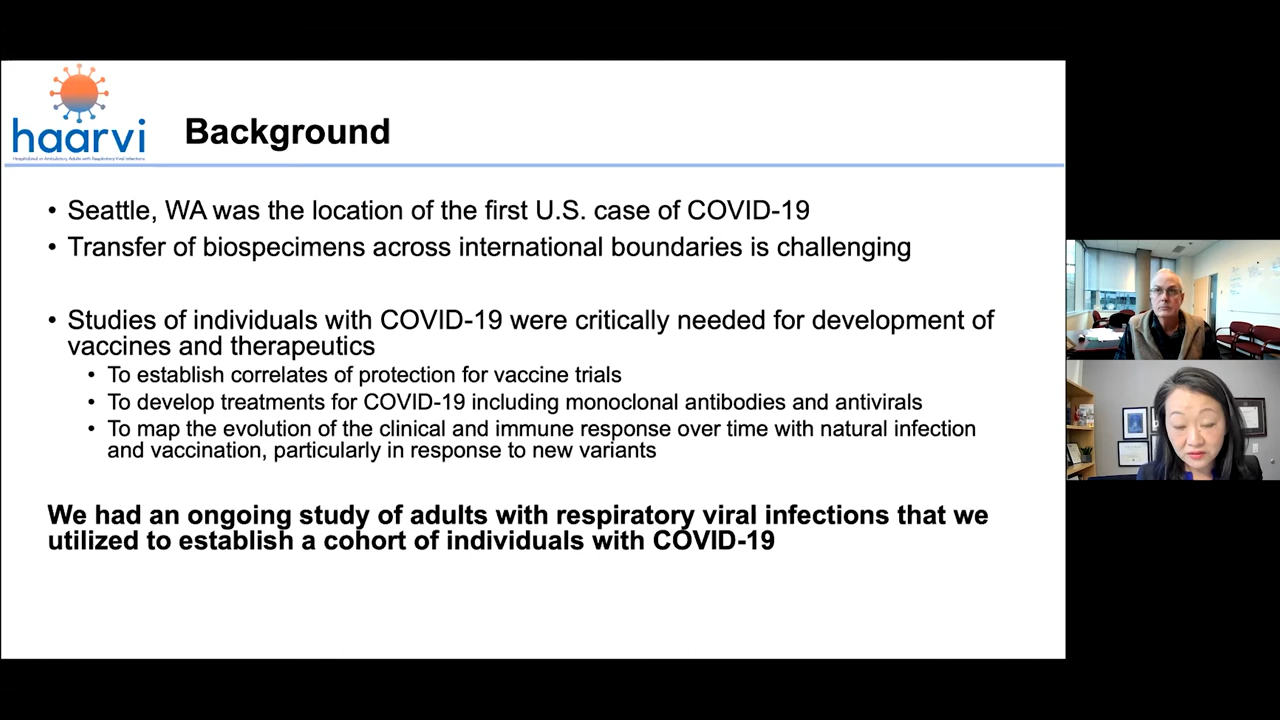 haarvi
Hospitalized or Ambulatory Adults with Respiratory Viral Infections
Background
• Seattle, WA was the location of the first U.S. case of COVID-19
• Transfer of biospecimens across international boundaries is challenging
• Studies of individuals with COVID-19 were critically needed for development of
vaccines and therapeutics
• To establish correlates of protection for vaccine trials
• To develop treatments for COVID-19 including monoclonal antibodies and antivirals
• To map the evolution of the clinical and immune response over time with natural infection
and vaccination, particularly in response to new variants
We had an ongoing study of adults with respiratory viral infections that we
utilized to establish a cohort of individuals with COVID-19